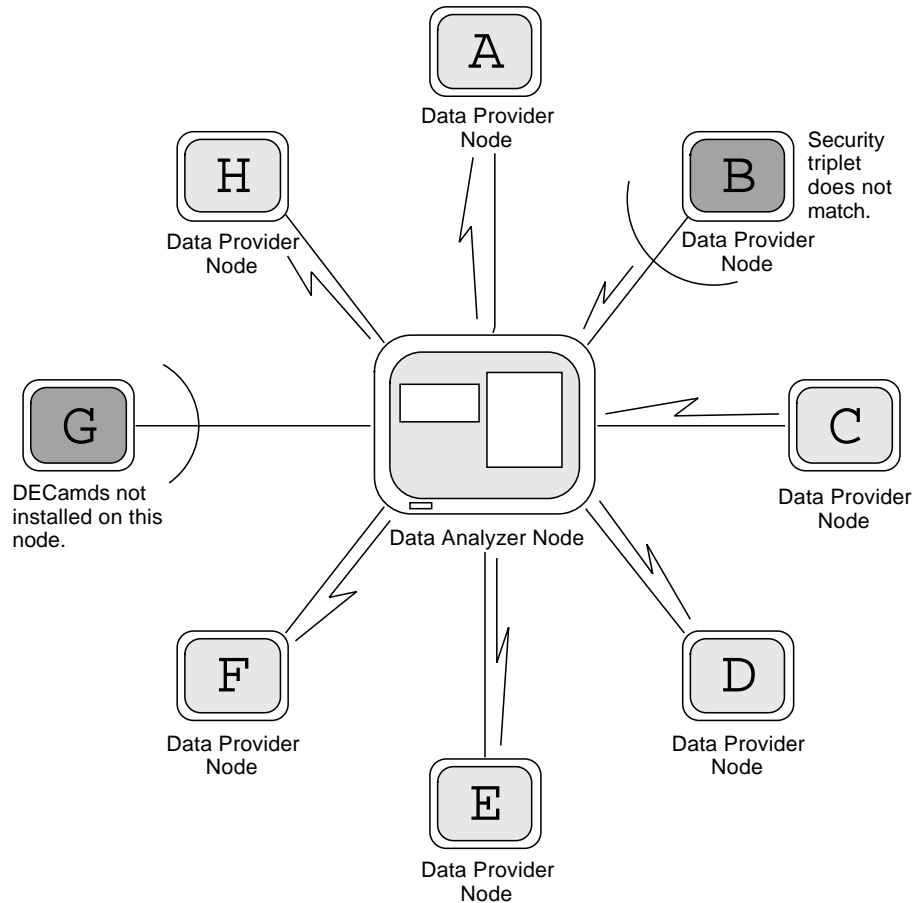 A
Data Provider
Node
B
Security
triplet
does not
match.
Data Provider
Node
H
Data Provider
Node
G
DECamds not
installed on this
node.
C
Data Provider
Node
Data Analyzer Node
F
Data Provider
Node
D
Data Provider
Node
E
Data Provider
Node